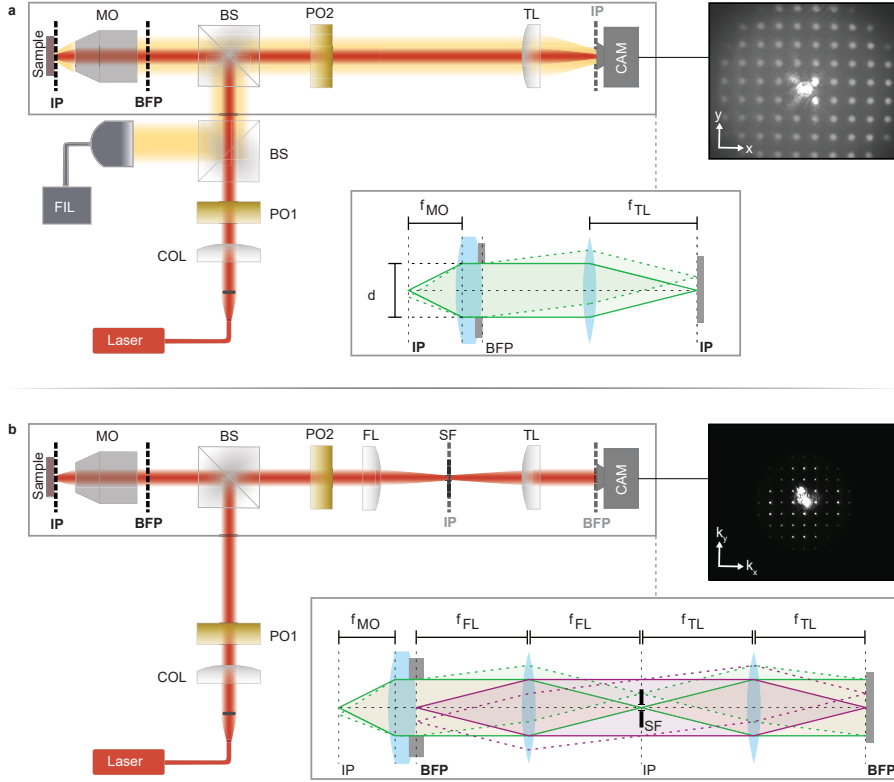 a
MO
BS
PO2
TL
IP
Sample
CAM
IP
BFP
y
x
BS
FIL
PO1
COL
Laser
f MO
f TL
d
IP
BFP
IP
b
MO
BS
PO2
FL
SF
TL
Sample
CAM
IP
BFP
IP
BFP
ky
kx
PO1
COL
Laser
f MO
f FL
f FL
f TL
f TL
SF
IP
BFP
IP
BFP